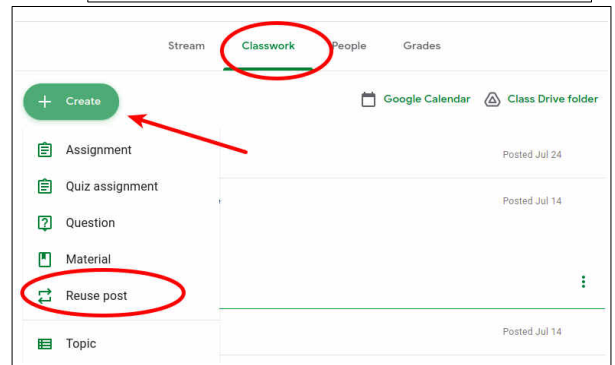 Stream Classwork People Grades
+ Create Google Calendar Class Drive folder
Assignment Posted Jul 24
Quiz assignment Posted Jul 14
Question
Material
Reuse post
Topic Posted Jul 14